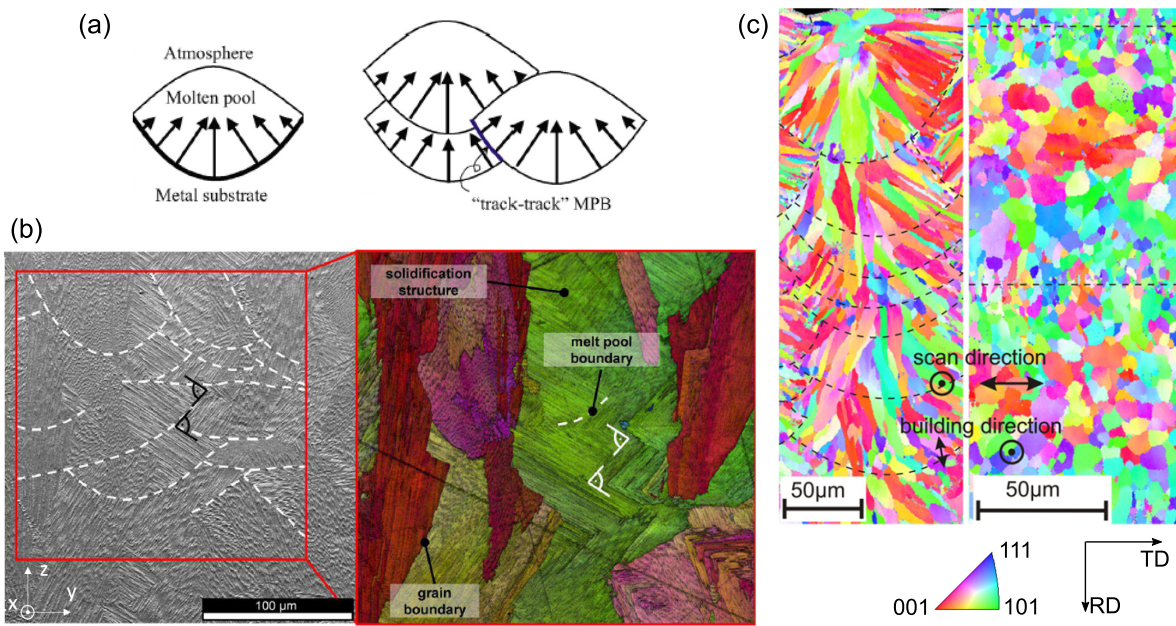 (a)
Atmosphere
Molten pool
Metal substrate
“track-track” MPB
(b)
solidification
structure
melt pool
boundary
grain
boundary
z
x
y
100 µm
(c)
scan direction
building direction
50µm
50µm
111
001
101
TD
RD